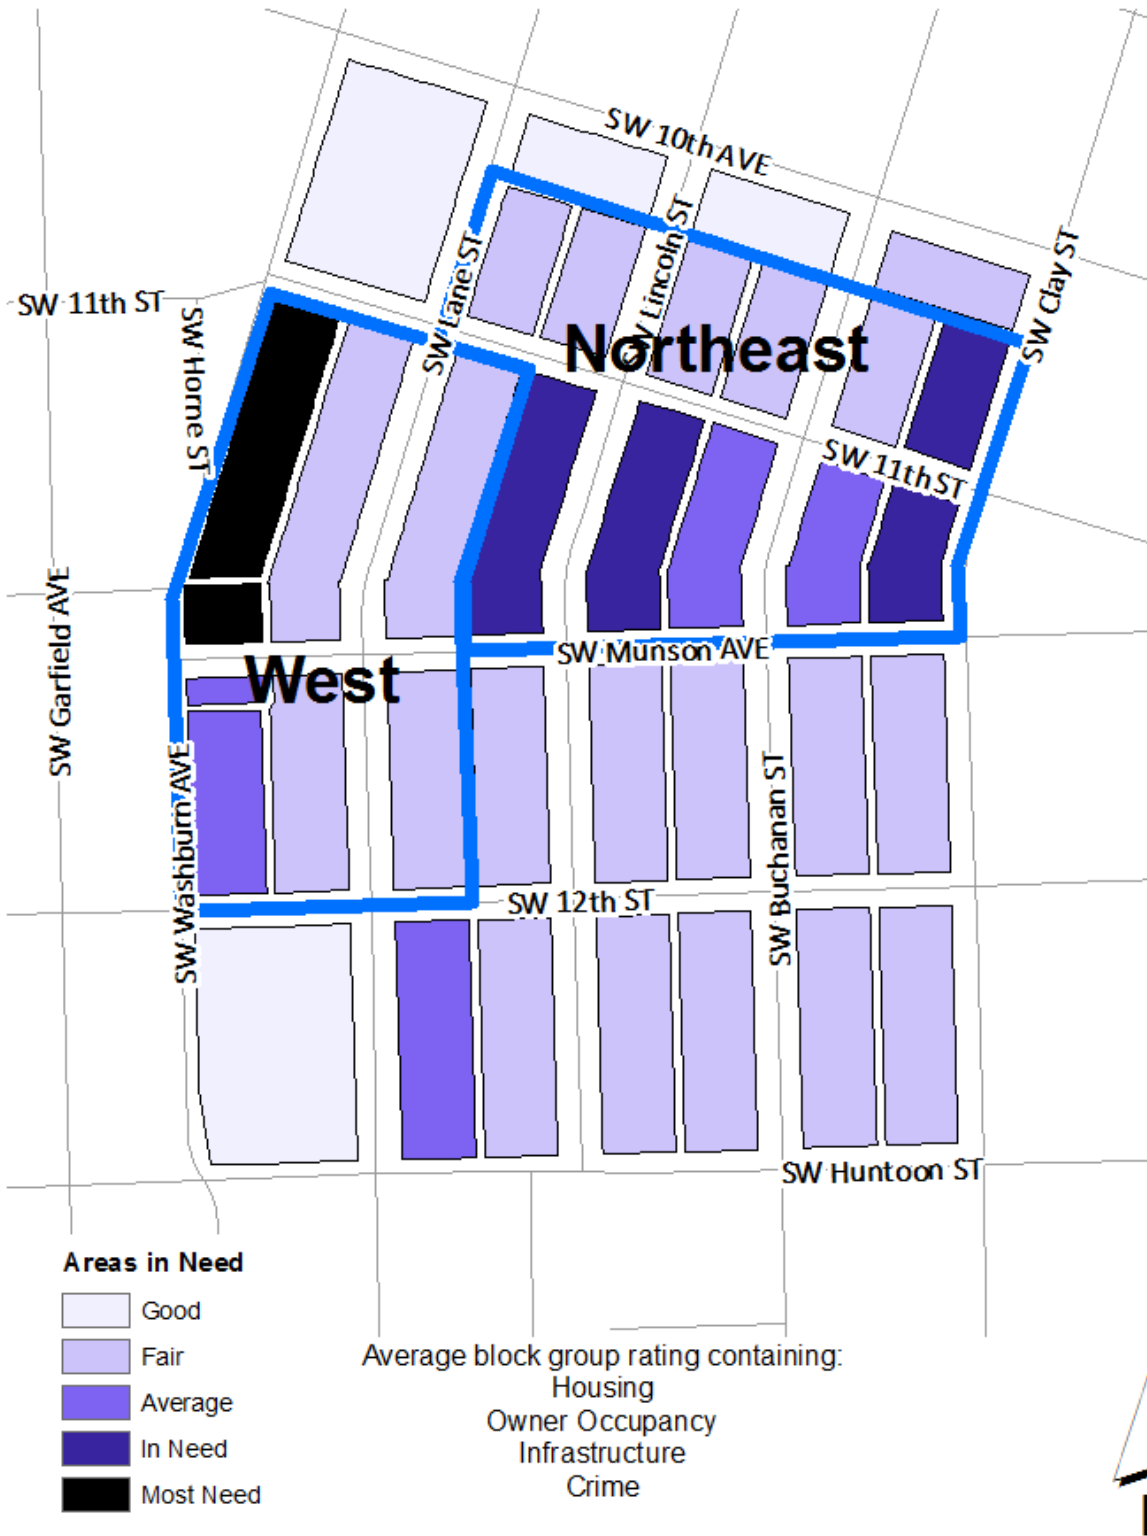 SW 10th AVE
SW Lincoln ST
SW Clay ST
SW Lane ST
SW 11th ST
SW Horne ST
Northeast
SW 11th ST
SW Garfield AVE
SW Munson AVE
West
SW Washburn AVE
SW Buchanan ST
SW 12th ST
SW Huntoon ST
Areas in Need
Good
Fair
Average
In Need
Most Need
Average block group rating containing:
Housing
Owner Occupancy
Infrastructure
Crime